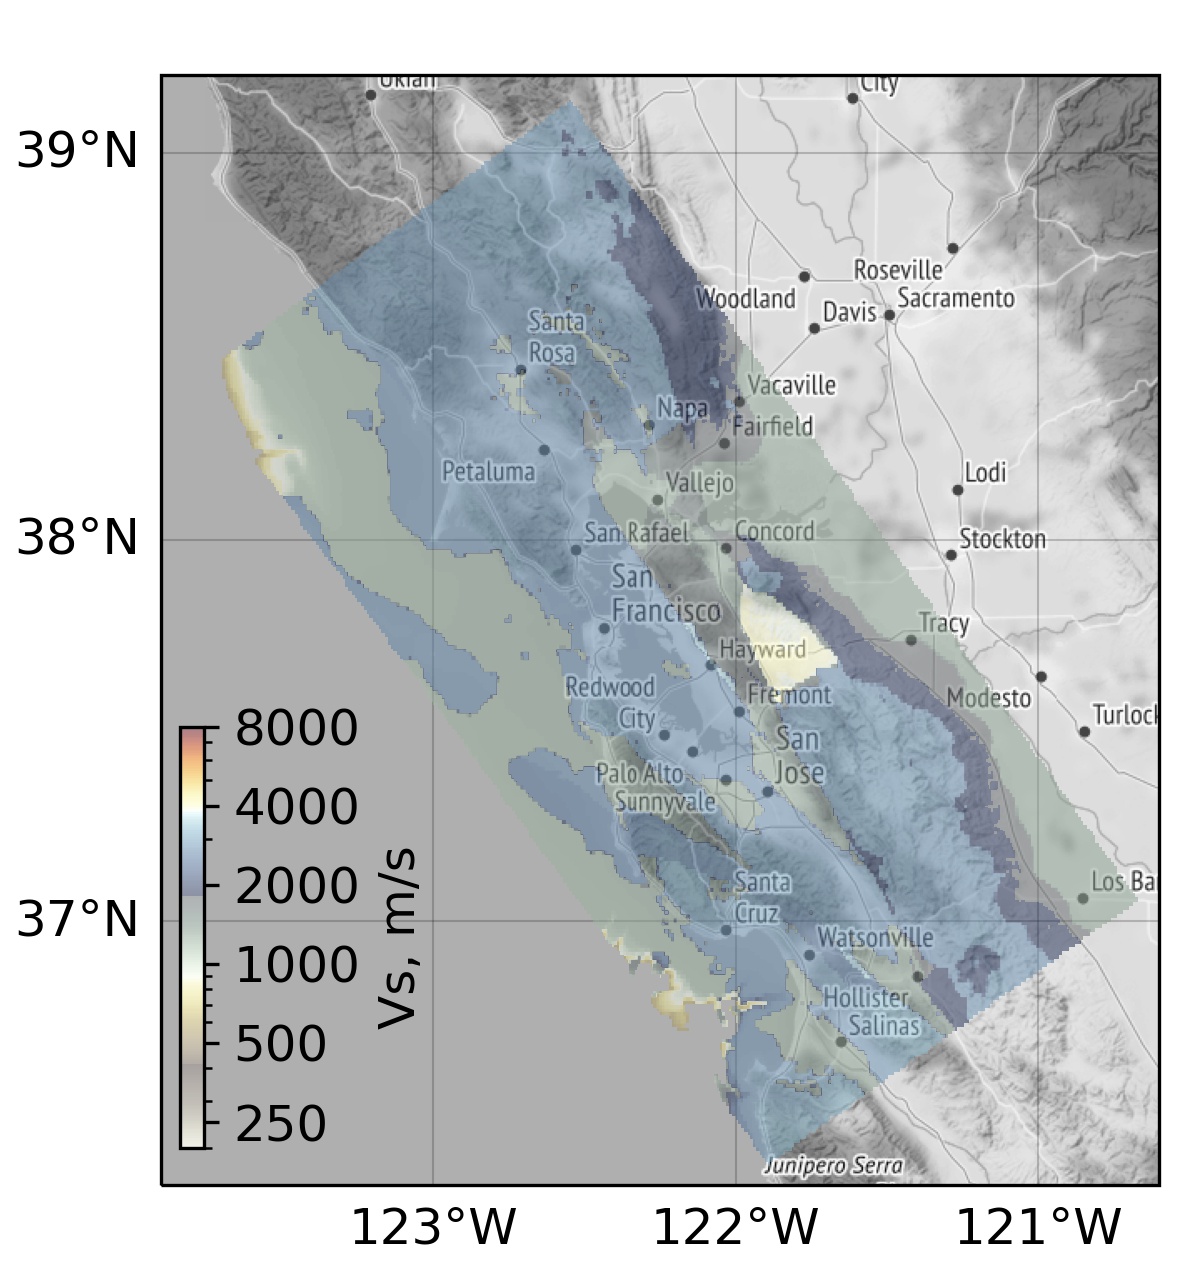 Ukiah
City
39°N
Roseville
Woodland
Sacramento
Davis
Santa
Rosa
Vacaville
Napa
Fairfield
Petaluma
Vallejo
Lodi
38°N
San Rafael
Concord
Stockton
San
Francisco
Tracy
Hayward
Redwood
City
Fremont
Modesto
Turlock
San
Jose
Palo Alto
Sunnyvale
8000
4000
2000
1000
500
250
Vs, m/s
Santa
Cruz
Los Ba
37°N
Watsonville
Hollister
Salinas
Junipero Serra
123°W
122°W
121°W